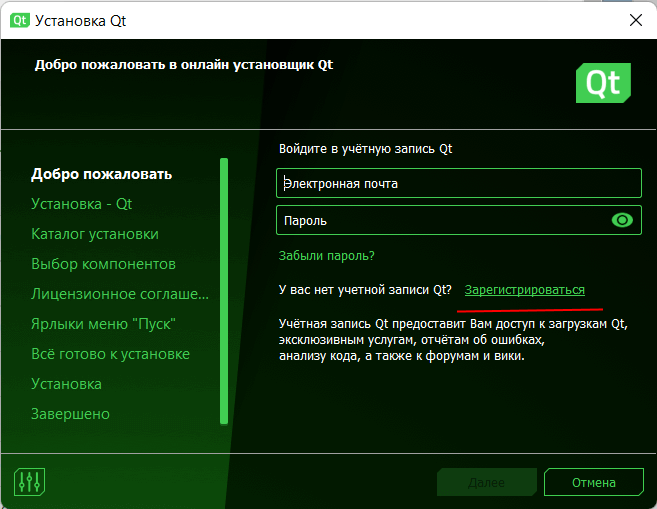 Qt Установка Qt
Добро пожаловать в онлайн установщик Qt
Qt
Добро пожаловать
Установка - Qt
Каталог установки
Выбор компонентов
Лицензионное соглаше...
Ярлыки меню "Пуск"
Всё готово к установке
Установка
Завершено
Войдите в учётную запись Qt
Электронная почта
Пароль
Забыли пароль?
У вас нет учетной записи Qt? Зарегистрироваться
Учётная запись Qt предоставит Вам доступ к загрузкам Qt,
эксклюзивным услугам, отчётам об ошибках,
анализу кода, а также к форумам и вики.
Далее Отмена